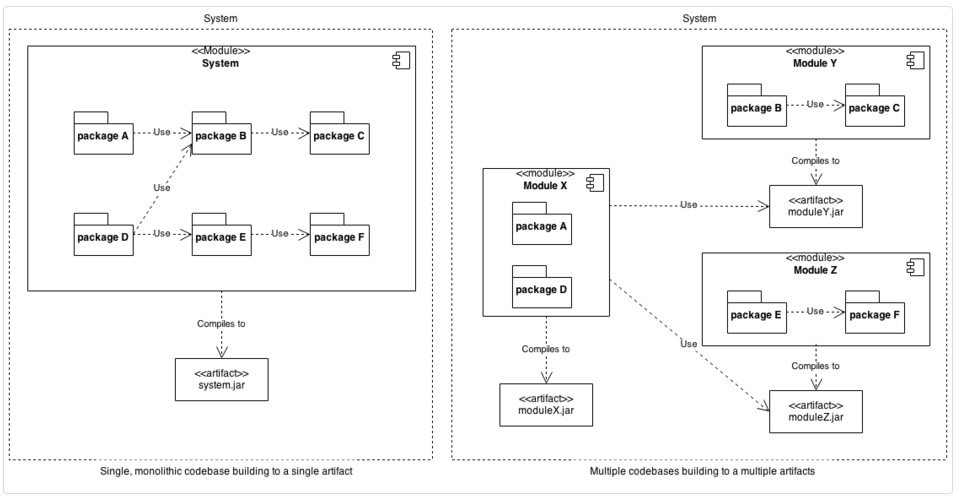 System
<<Module>>
System
package A
Use
package B
Use
package C
Use
package D
Use
package E
Use
package F
Compiles to
<<artifact>>
system.jar
Single, monolithic codebase building to a single artifact
System
<<module>>
Module Y
package B
Use
package C
Compiles to
<<artifact>>
moduleY.jar
<<module>>
Module X
package A
package D
Use
Use
Compiles to
<<artifact>>
moduleX.jar
<<module>>
Module Z
package E
Use
package F
Compiles to
<<artifact>>
moduleZ.jar
Multiple codebases building to a multiple artifacts